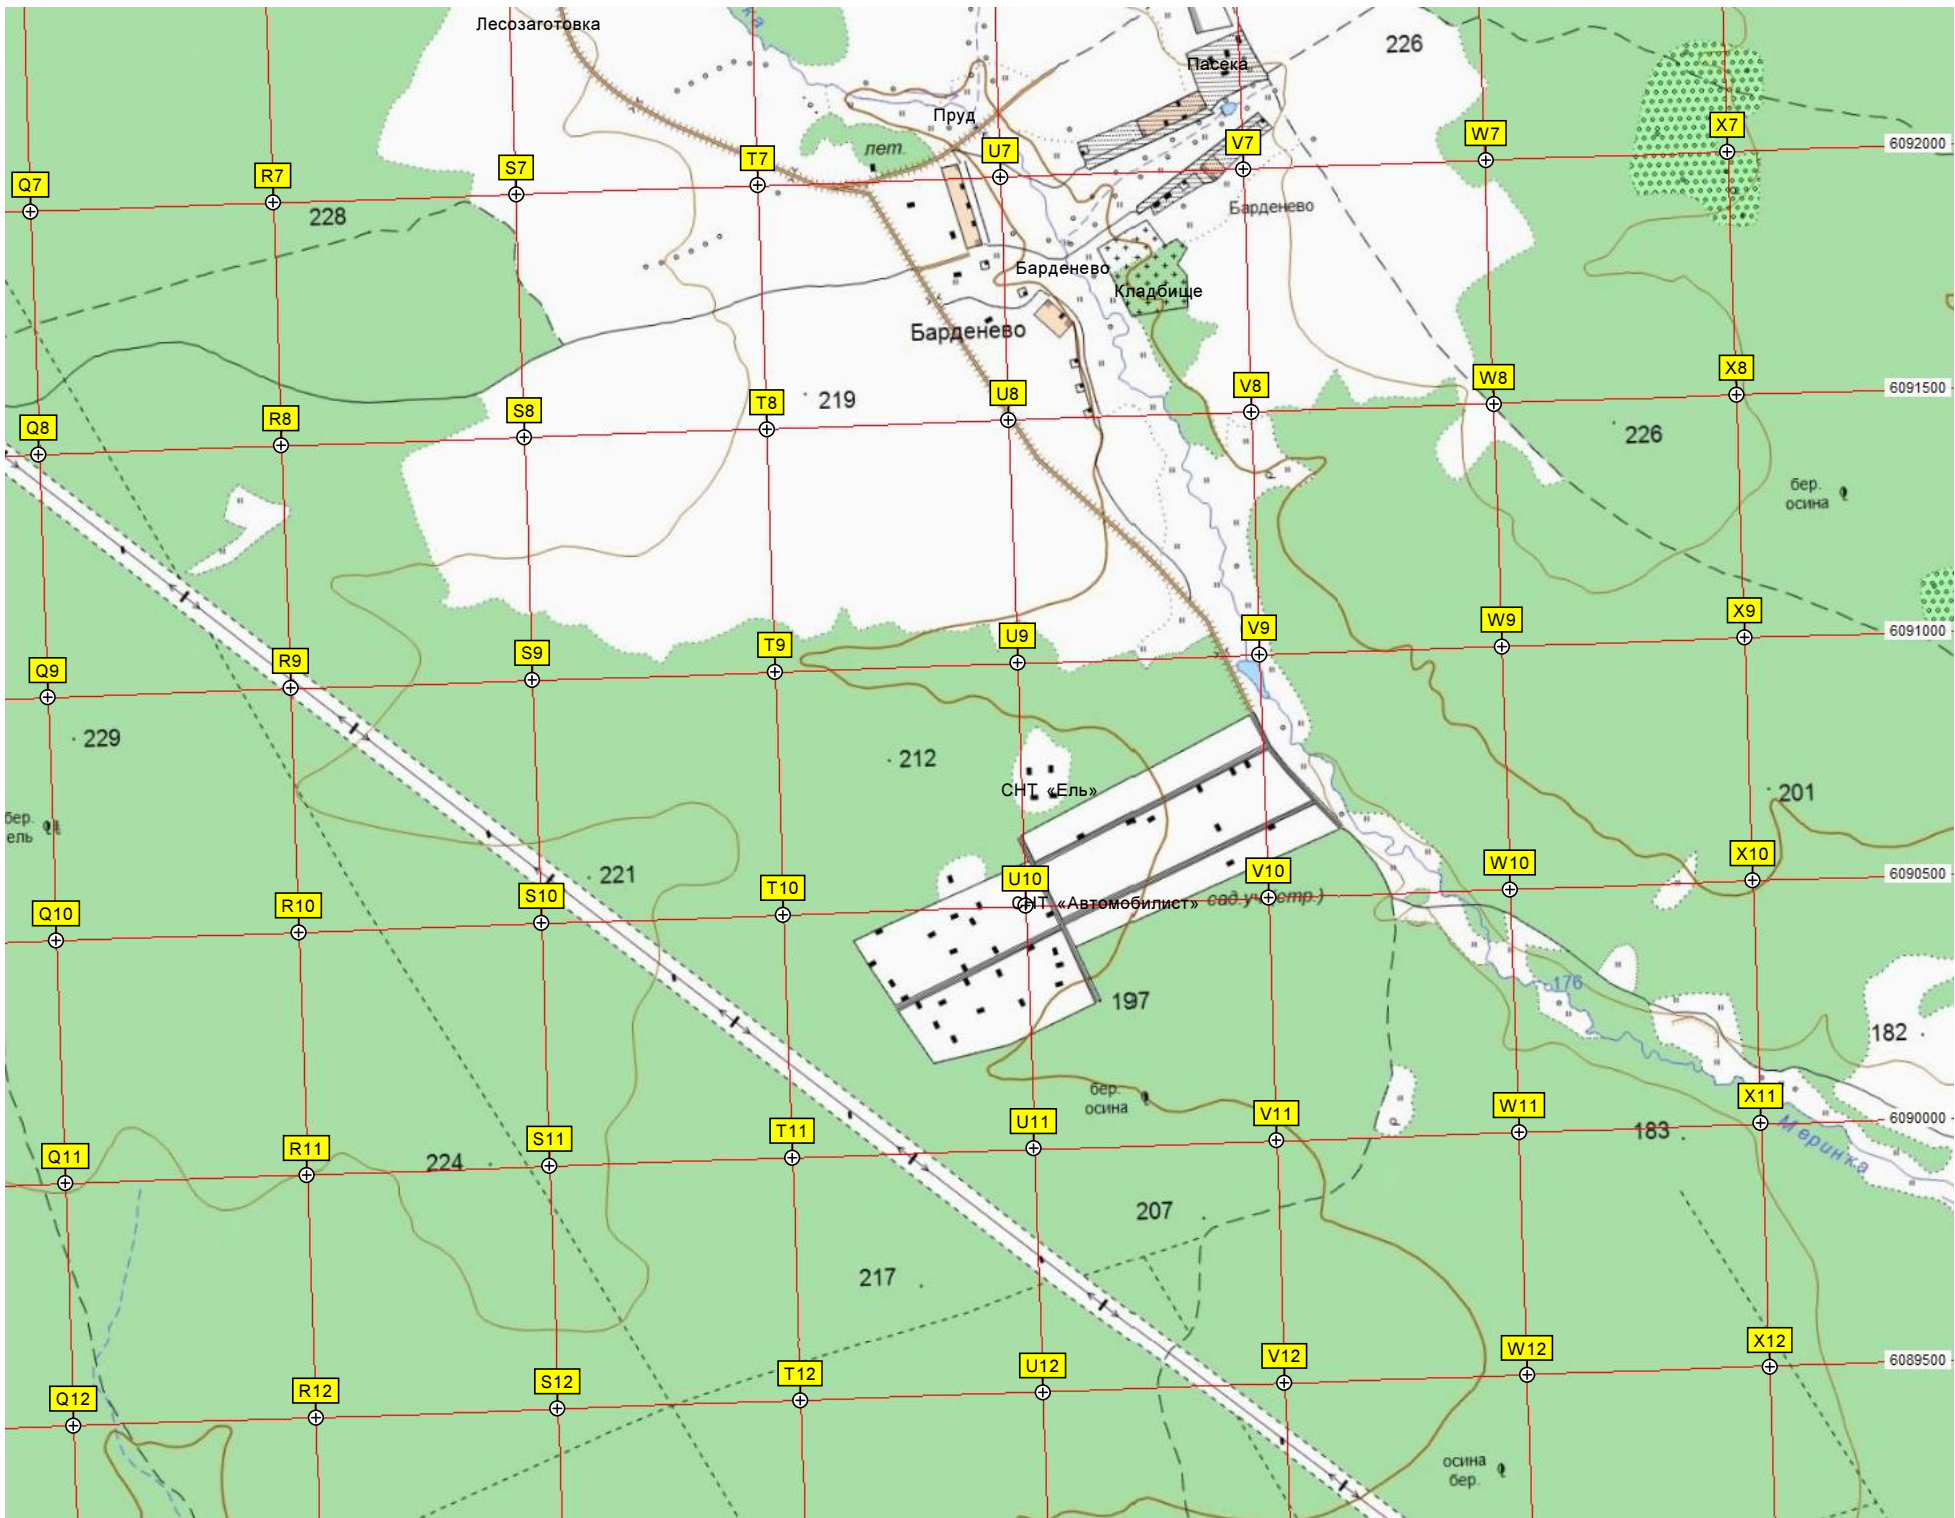 Лесозаготовка
ка
226
Пасека
Пруд
лет.
Q7
R7
S7
T7
U7
V7
W7
X7
6092000
228
Барденево
Барденево
Кладбище
Барденево
219
Q8
R8
S8
T8
U8
V8
W8
X8
6091500
226
бер.
осина
р
Q9
R9
S9
T9
U9
V9
W9
X9
6091000
229
212
СНТ «Ель»
201
бер.
ель
221
Q10
R10
S10
T10
U10
V10
W10
X10
6090500
СНТ «Автомобилист»
сад.уч стр.)
176
197
182
бер.
осина
р
Q11
R11
S11
T11
U11
V11
W11
X11
6090000
183
Меринка
224
207
217
Q12
R12
S12
T12
U12
V12
W12
X12
6089500
осина
бер.